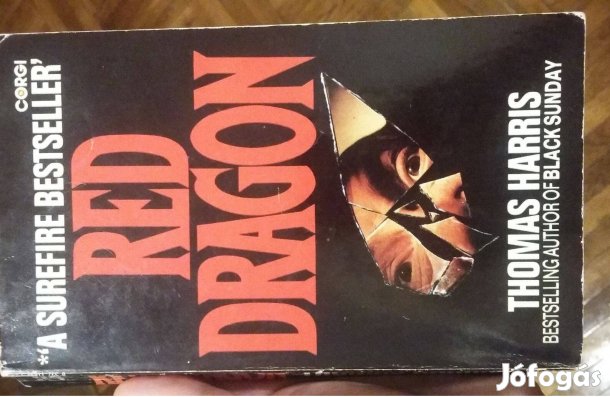 CORGI
*'A SUREFIRE BESTSELLER'
RED
DRAGON
THOMAS HARRIS
BESTSELLING AUTHOR OF BLACK SUNDAY
Jófogás